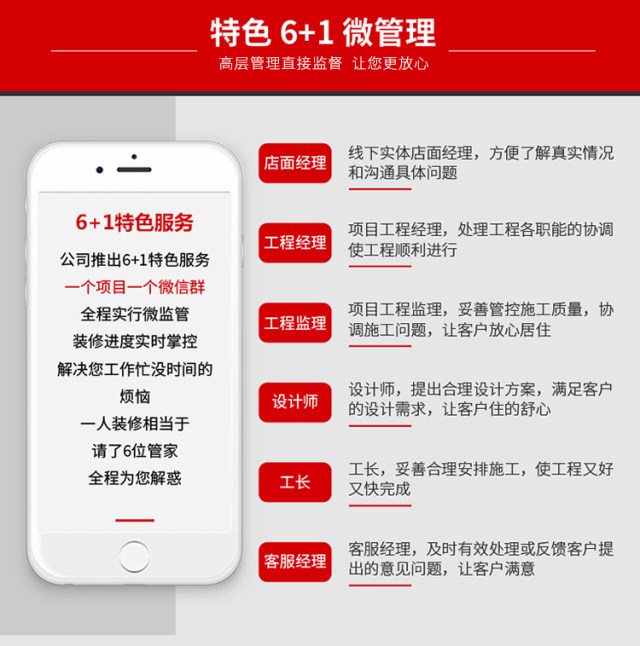 特色 6+1 微管理
高层管理直接监督 让您更放心
6+1特色服务
公司推出6+1特色服务
一个项目一个微信群
全程实行微监管
装修进度实时掌控
解决您工作忙没时间的
烦恼
一人装修相当于
请了6位管家
全程为您解惑
店面经理
线下实体店面经理，方便了解真实情况
和沟通具体问题
工程经理
项目工程经理，处理工程各职能的协调
使工程顺利进行
工程监理
项目工程监理，妥善管控施工质量，协
调施工问题，让客户放心居住
设计师
设计师，提出合理设计方案，满足客户
的设计需求，让客户住的舒心
工长
工长，妥善合理安排施工，使工程又好
又快完成
客服经理
客服经理，及时有效处理或反馈客户提
出的意见问题，让客户满意